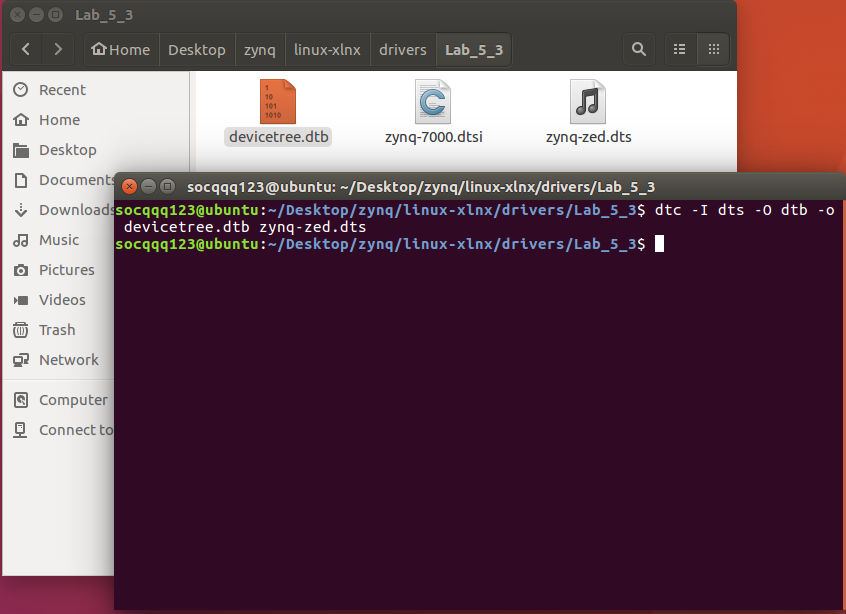 Lab_5_3
Home Desktop zynq linux-xlnx drivers Lab_5_3
Recent
Home
Desktop
Documents
Downloads
Music
Pictures
Videos
Trash
Network
Computer
Connect to
1
10
101
1010
devicetree.dtb
zynq-7000.dtsi
zynq-zed.dts
socqqq123@ubuntu: ~/Desktop/zynq/linux-xlnx/drivers/Lab_5_3
socqqq123@ubuntu:~/Desktop/zynq/linux-xlnx/drivers/Lab_5_3$ dtc -I dts -O dtb -o
devicetree.dtb zynq-zed.dts
socqqq123@ubuntu:~/Desktop/zynq/linux-xlnx/drivers/Lab_5_3$